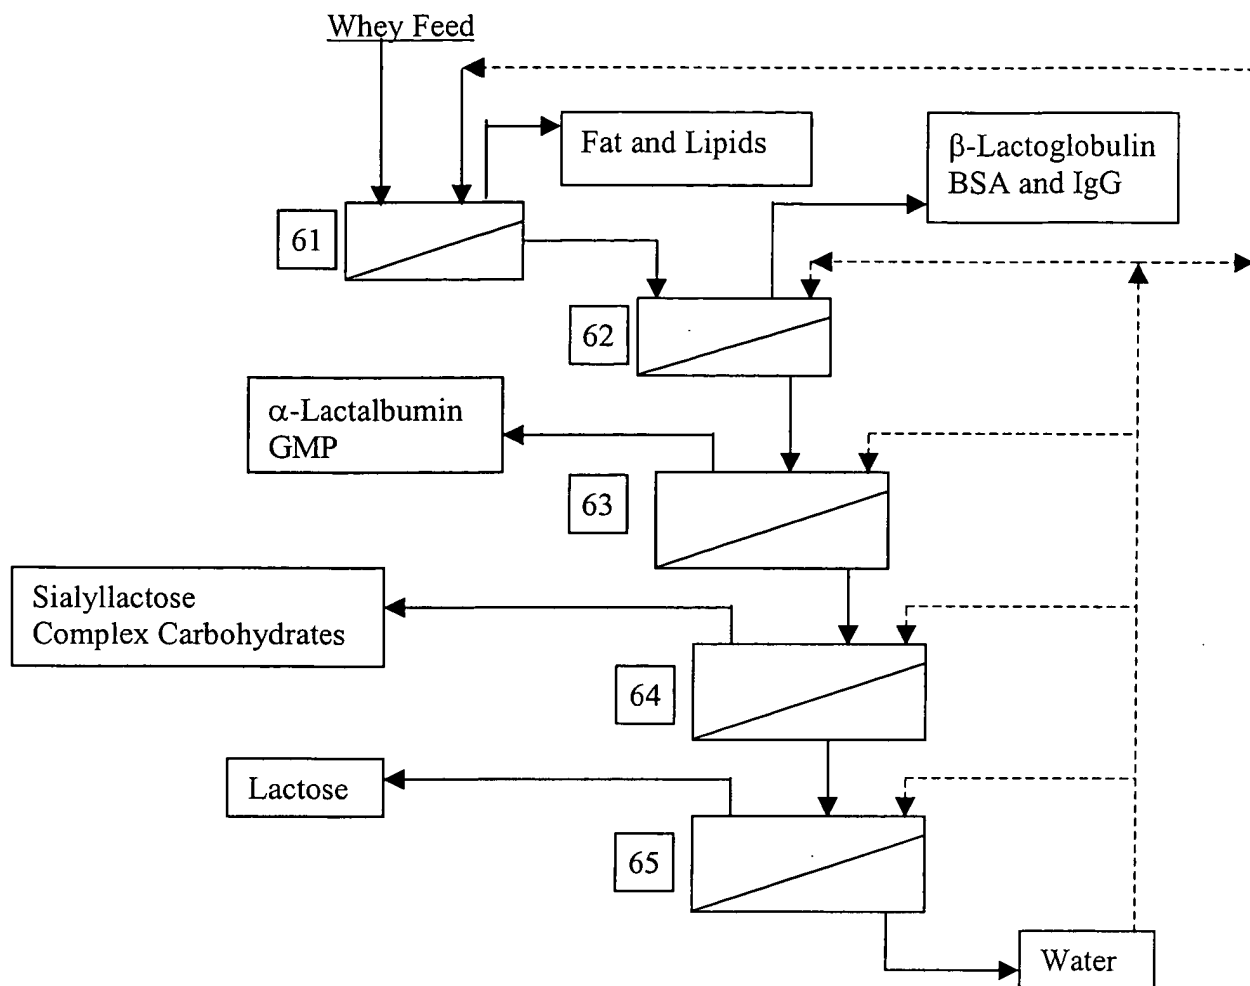 Whey Feed
Fat and Lipids
β-Lactoglobulin
BSA and IgG
61
62
α-Lactalbumin
GMP
63
Sialyllactose
Complex Carbohydrates
64
Lactose
65
Water